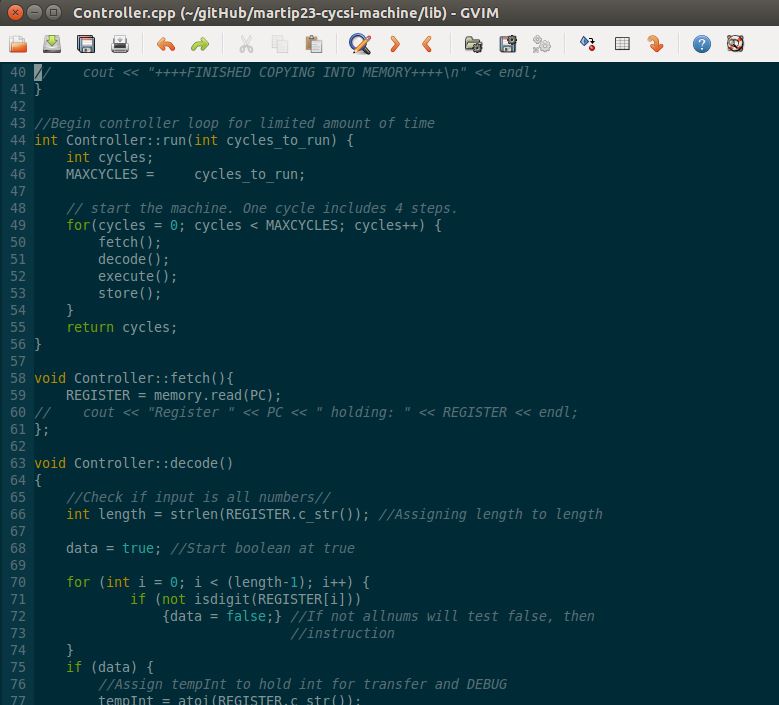 Controller.cpp (~/gitHub/martip23-cycsi-machine/lib) - GVIM
40 //    cout << "++++FINISHED COPYING INTO MEMORY++++\n" << endl;
41 }
42
43 //Begin controller loop for limited amount of time
44 int Controller::run(int cycles_to_run) {
45     int cycles;
46     MAXCYCLES =     cycles_to_run;
47
48     // start the machine. One cycle includes 4 steps.
49     for(cycles = 0; cycles < MAXCYCLES; cycles++) {
50         fetch();
51         decode();
52         execute();
53         store();
54     }
55     return cycles;
56 }
57
58 void Controller::fetch(){
59     REGISTER = memory.read(PC);
60 //    cout << "Register " << PC << " holding: " << REGISTER << endl;
61 };
62
63 void Controller::decode()
64 {
65     //Check if input is all numbers//
66     int length = strlen(REGISTER.c_str()); //Assigning length to length
67
68     data = true; //Start boolean at true
69
70     for (int i = 0; i < (length-1); i++) {
71             if (not isdigit(REGISTER[i]))
72                 {data = false;} //If not allnums will test false, then
73                                 //instruction
74     }
75     if (data) {
76         //Assign tempInt to hold int for transfer and DEBUG
77         tempInt = atoi(REGISTER.c_str());